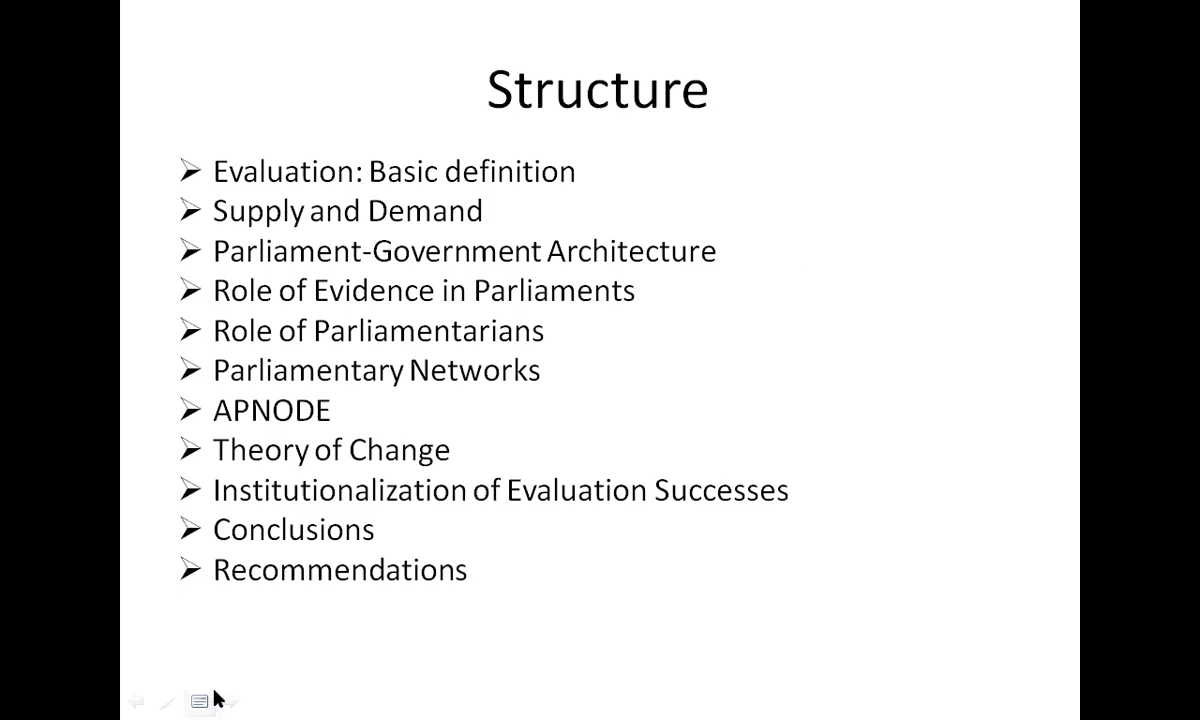 Structure
Evaluation: Basic definition
Supply and Demand
Parliament-Government Architecture
Role of Evidence in Parliaments
Role of Parliamentarians
Parliamentary Networks
APNODE
Theory of Change
Institutionalization of Evaluation Successes
Conclusions
Recommendations